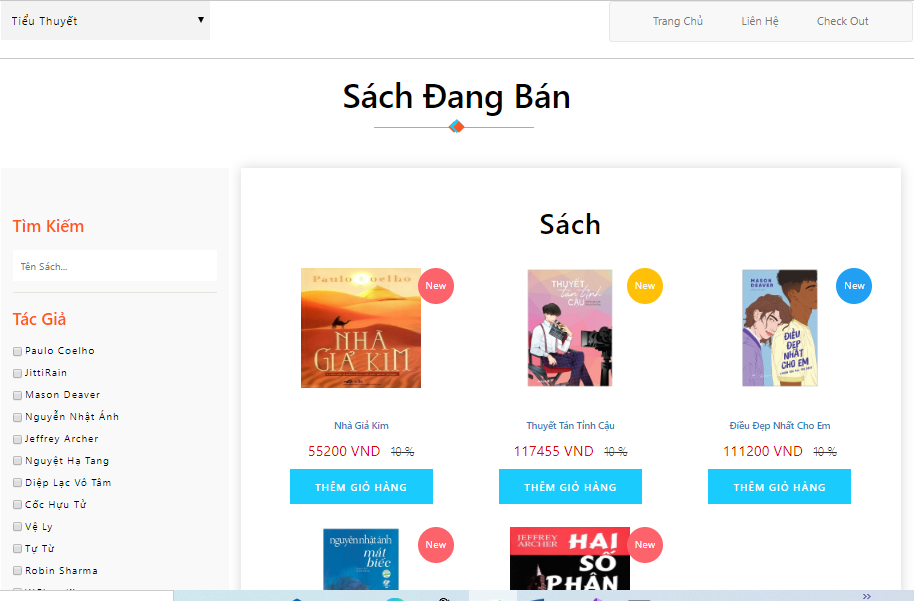 Tiểu Thuyết
Trang Chủ Liên Hệ Check Out
Sách Đang Bán
Tìm Kiếm
Tên Sách...
Tác Giả
Paulo Coelho
JittiRain
Mason Deaver
Nguyễn Nhật Ánh
Jeffrey Archer
Nguyệt Hạ Tang
Diệp Lạc Vô Tâm
Cốc Hựu Tử
Vệ Ly
Tự Từ
Robin Sharma
Sách
Paulo Coelho
NHÀ
GIẢ KIM
New
THUYẾT
tán tỉnh
CẬU
New
MASON
DEAVER
ĐIỀU
ĐẸP
NHẤT
CHO EM
New
Nhà Giả Kim
Thuyết Tán Tỉnh Cậu
Điều Đẹp Nhất Cho Em
55200 VND 10 %
117455 VND 10 %
111200 VND 10 %
THÊM GIỎ HÀNG
THÊM GIỎ HÀNG
THÊM GIỎ HÀNG
nguyễn nhật ánh
mắt
biếc
New
JEFFREY
ARCHER
HAI
SỐ
PHẬN
New